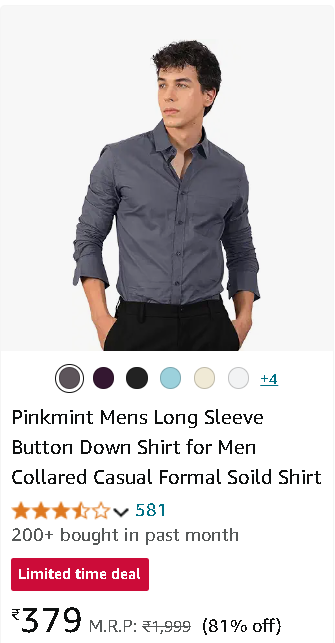 +4
Pinkmint Mens Long Sleeve
Button Down Shirt for Men
Collared Casual Formal Soild Shirt
581
200+ bought in past month
Limited time deal
₹379 M.R.P: ₹1,999 (81% off)